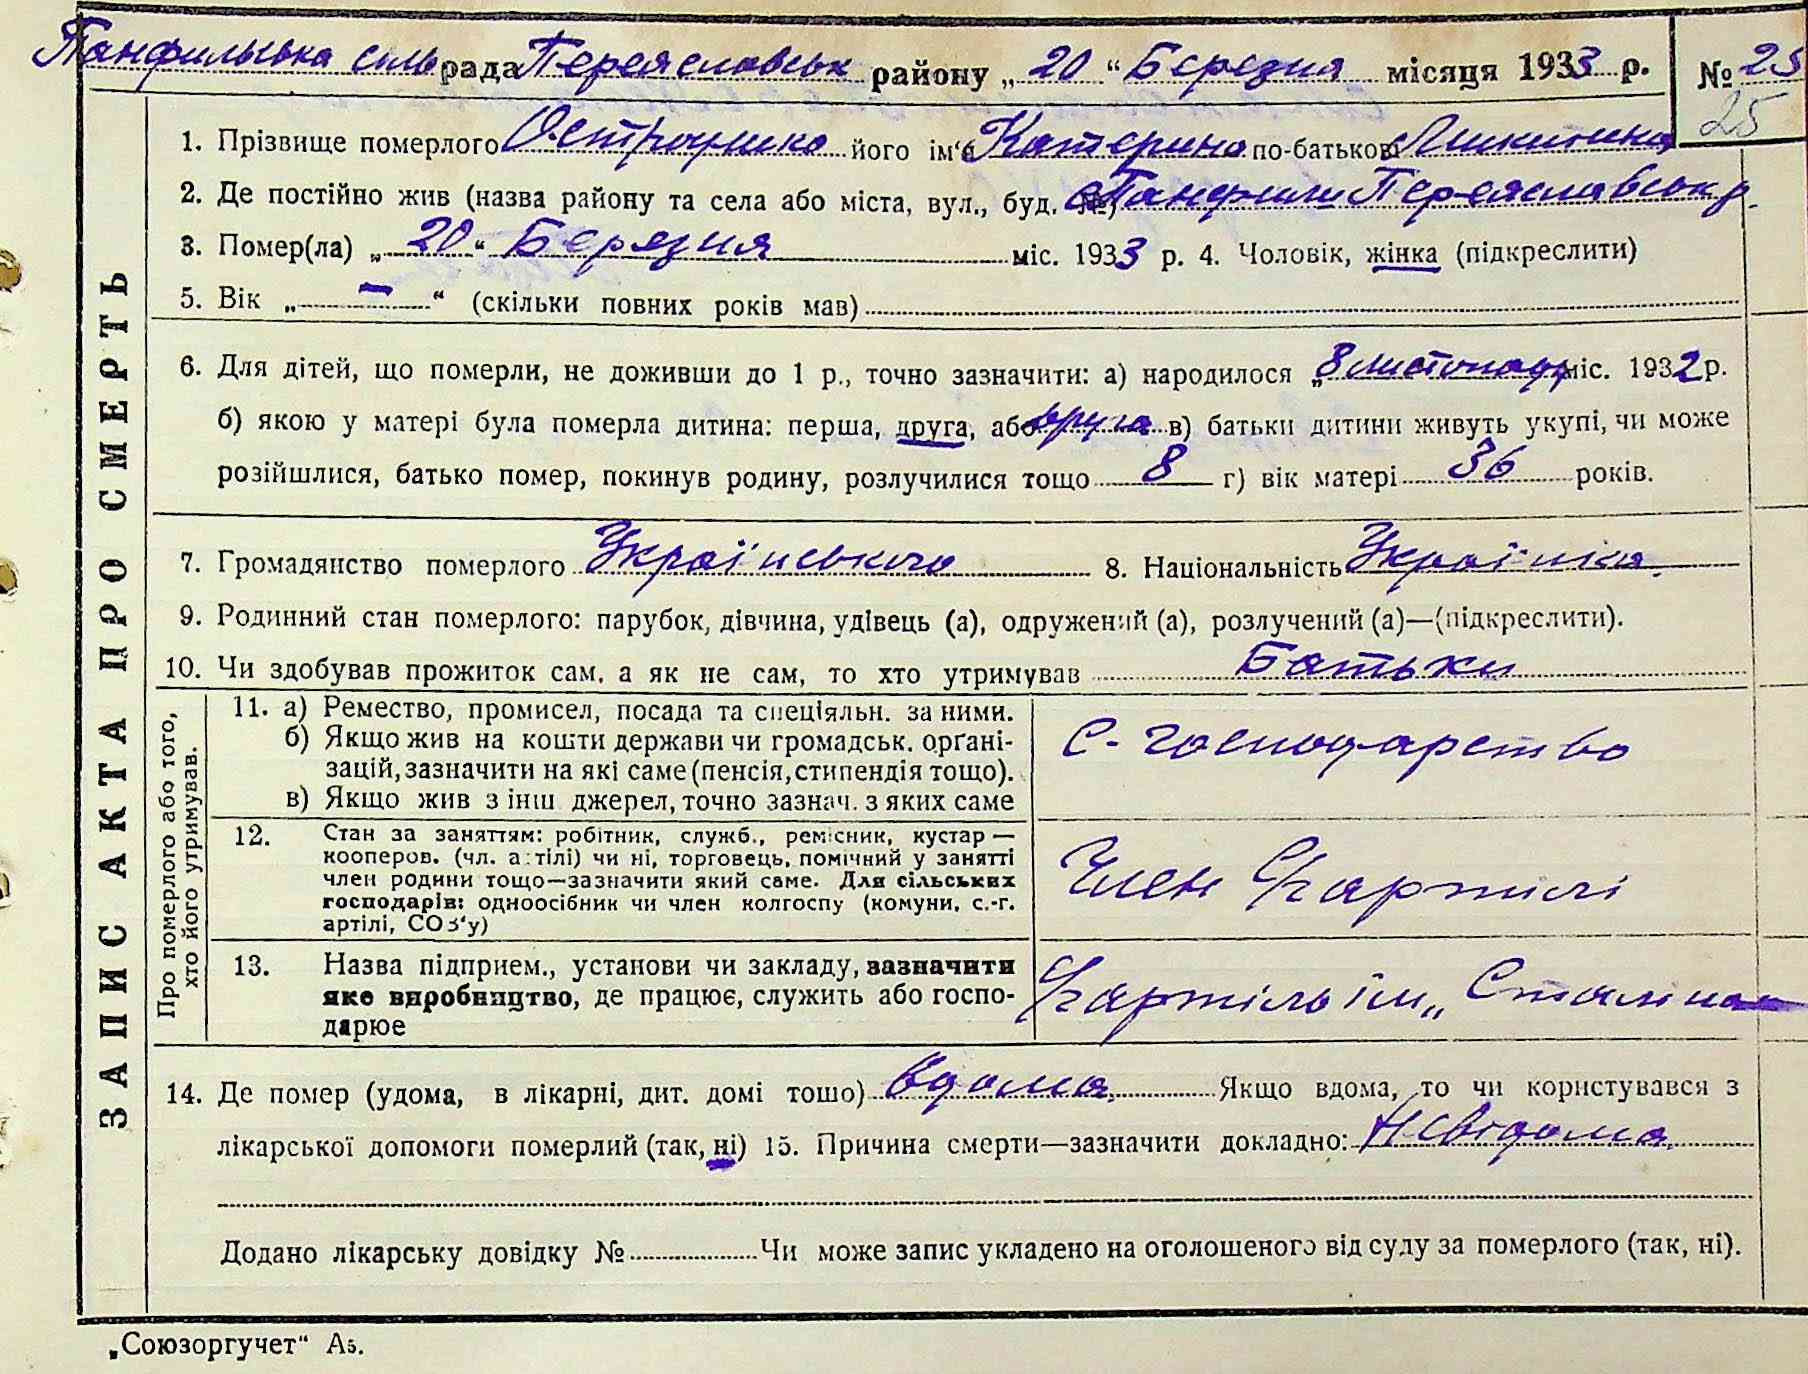 Панфильська сільрада Переяславськ району „20“ Березня місяця 1933 р. № 25
25
1. Прізвище померлого його ім'я Катерина по-батькові Микитина
2. Де постійно жив (назва району та села або міста, вул., буд. №) с Панфили Переяславськ р.
3. Помер(ла) „20“ Березня міс. 1933 р. 4. Чоловік, жінка (підкреслити)
5. Вік „—“ (скільки повних років мав)
6. Для дітей, що померли, не доживши до 1 р., точно зазначити: а) народилося „8 листопаду міс. 1932 р.
б) якою у матері була померла дитина: перша, друга, або друга в) батьки дитини живуть укупі, чи може
розійшлися, батько помер, покинув родину, розлучилися тощо 8 г) вік матері 36 років.
7. Громадянство померлого Українського 8. Національність Українка.
9. Родинний стан померлого: парубок, дівчина, удівець (а), одружений (а), розлучений (а)—(підкреслити).
10. Чи здобував прожиток сам, а як не сам, то хто утримував Батьки
ЗАПИС АКТА ПРО СМЕРТЬ
Про померлого або того,
хто його утримував.
11. а) Ремество, промисел, посада та спеціяльн. за ними.
б) Якщо жив на кошти держави чи громадськ. органі-
зацій, зазначити на які саме (пенсія, стипендія тощо).
в) Якщо жив з інш джерел, точно зазнач. з яких саме
С-господарство
12. Стан за заняттям: робітник, служб., ремісник, кустар —
кооперов. (чл. артілі) чи ні, торговець, помічний у занятті
член родини тощо—зазначити який саме. Для сільських
господарів: одноосібник чи член колгоспу (комуни, с.-г.
артілі, СОЗ'у)
Член С/гартілі
13. Назва підприєм., установи чи закладу, зазначити
яке виробництво, де працює, служить або госпо-
дарює
С/гартіль ім „Сталіна
14. Де помер (удома, в лікарні, дит. домі тошо) вдома. Якщо вдома, то чи користувався з
лікарської допомоги померлий (так, ні) 15. Причина смерти—зазначити докладно: Невідома.
Додано лікарську довідку № Чи може запис укладено на оголошеного від суду за померлого (так, ні).
„Союзоргучет“ А5.